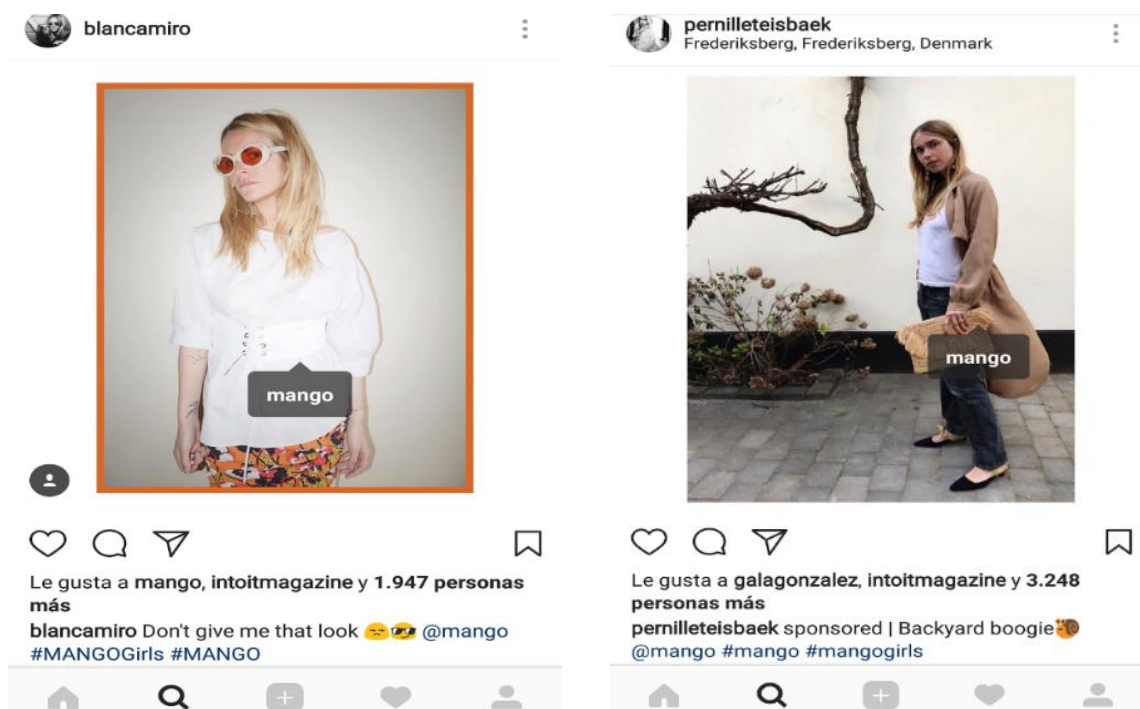 blancamiro
mango
Le gusta a mango, intoitmagazine y 1.947 personas
más
blancamiro Don't give me that look 😒😎 @mango
#MANGOGirls #MANGO
pernilleteisbaek
Frederiksberg, Frederiksberg, Denmark
mango
Le gusta a galagonzalez, intoitmagazine y 3.248
personas más
pernilleteisbaek sponsored | Backyard boogie🐌
@mango #mango #mangogirls